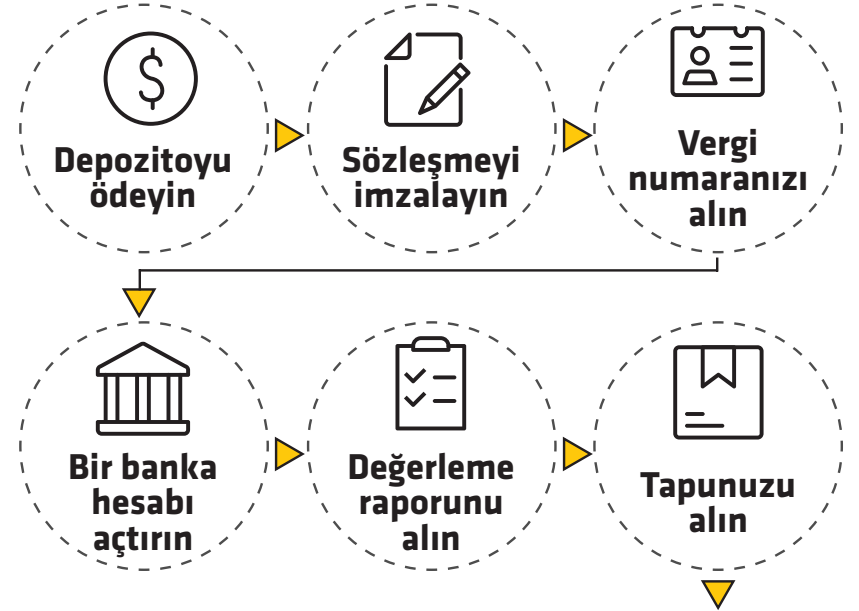 Depozitoyu
ödeyin
Sözleşmeyi
imzalayın
Vergi
numaranızı
alın
Bir banka
hesabı
açtırın
Değerleme
raporunu
alın
Tapunuzu
alın